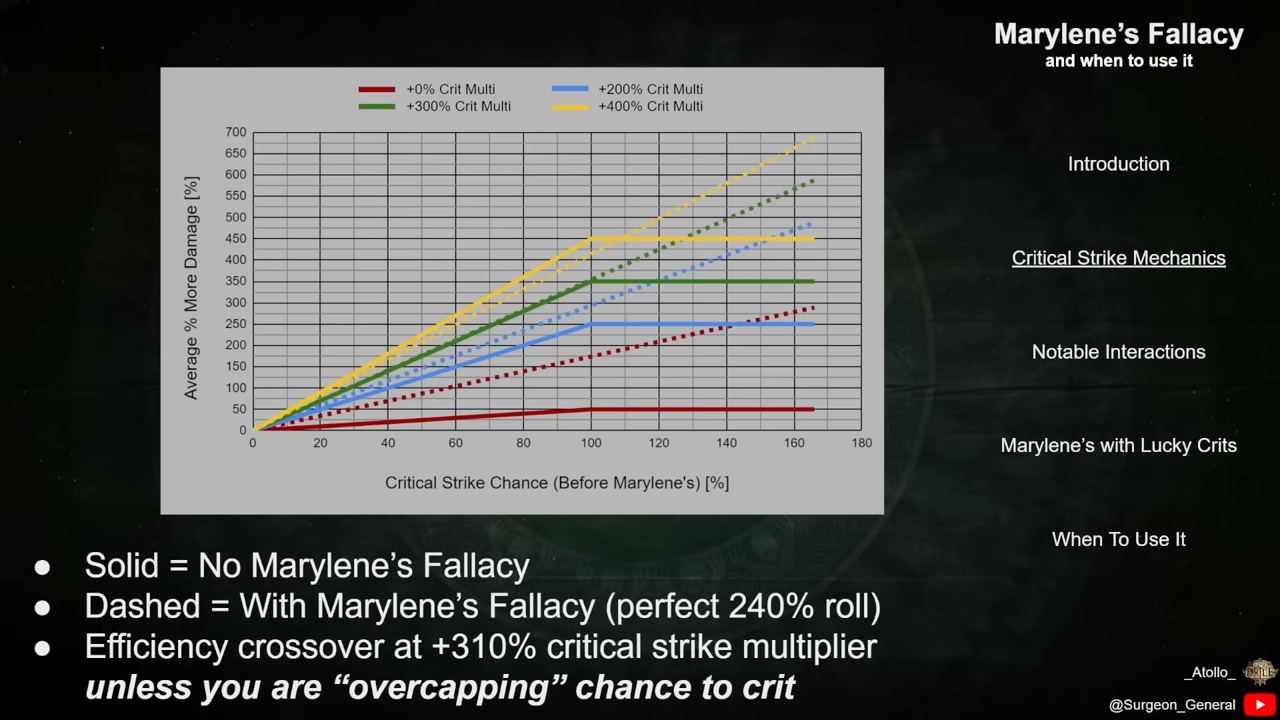 Marylene's Fallacy
and when to use it
+0% Crit Multi
+200% Crit Multi
+300% Crit Multi
+400% Crit Multi
700
650
600
550
500
450
400
350
300
250
200
150
100
50
0
Average % More Damage [%]
0 20 40 60 80 100 120 140 160 180
Critical Strike Chance (Before Marylene's) [%]
Introduction
Critical Strike Mechanics
Notable Interactions
Marylene's with Lucky Crits
When To Use It
● Solid = No Marylene's Fallacy
● Dashed = With Marylene's Fallacy (perfect 240% roll)
● Efficiency crossover at +310% critical strike multiplier
unless you are “overcapping” chance to crit
_Atollo_
@Surgeon_General